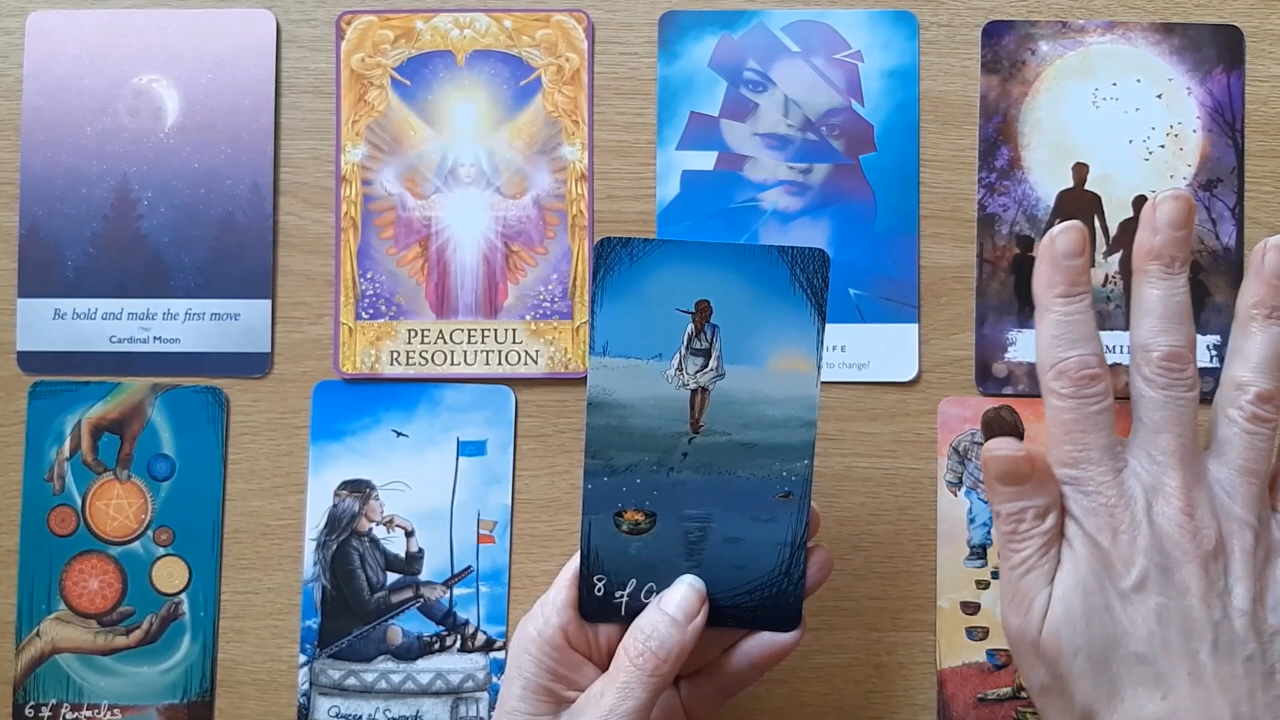 Be bold and make the first move
Cardinal Moon
PEACEFUL
RESOLUTION
to change?
6 of Pentacles
Queen of Swords
8 of